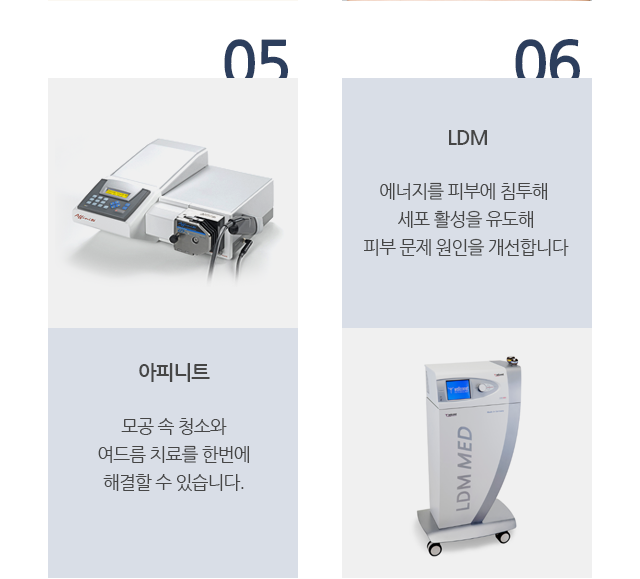 05
아피니트
모공 속 청소와
여드름 치료를 한번에
해결할 수 있습니다.
06
LDM
에너지를 피부에 침투해
세포 활성을 유도해
피부 문제 원인을 개선합니다
LDM MED